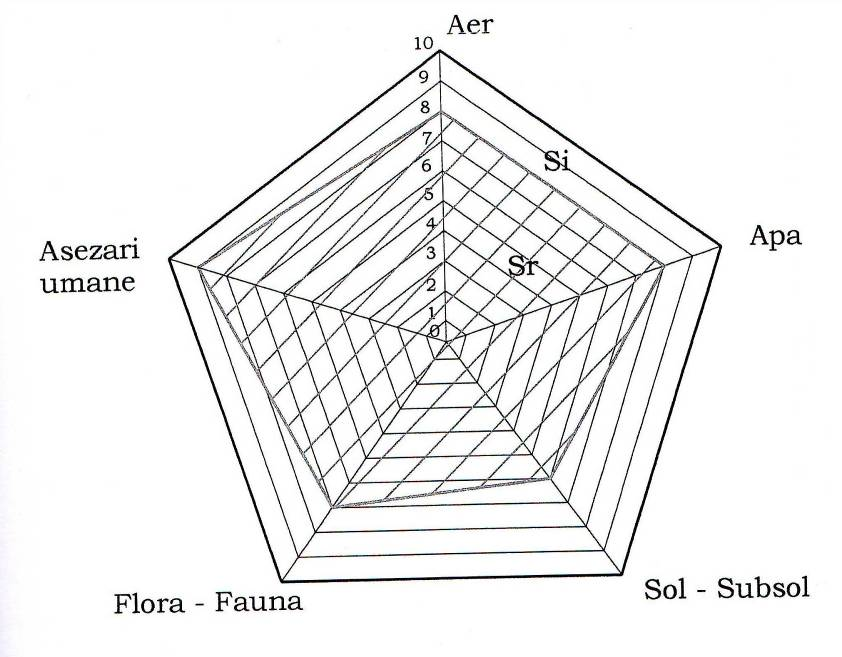 Aer
10
9
8
7
Si
6
5
Apa
4
Asezari
umane
3
Sr
2
1
0
Flora - Fauna
Sol - Subsol